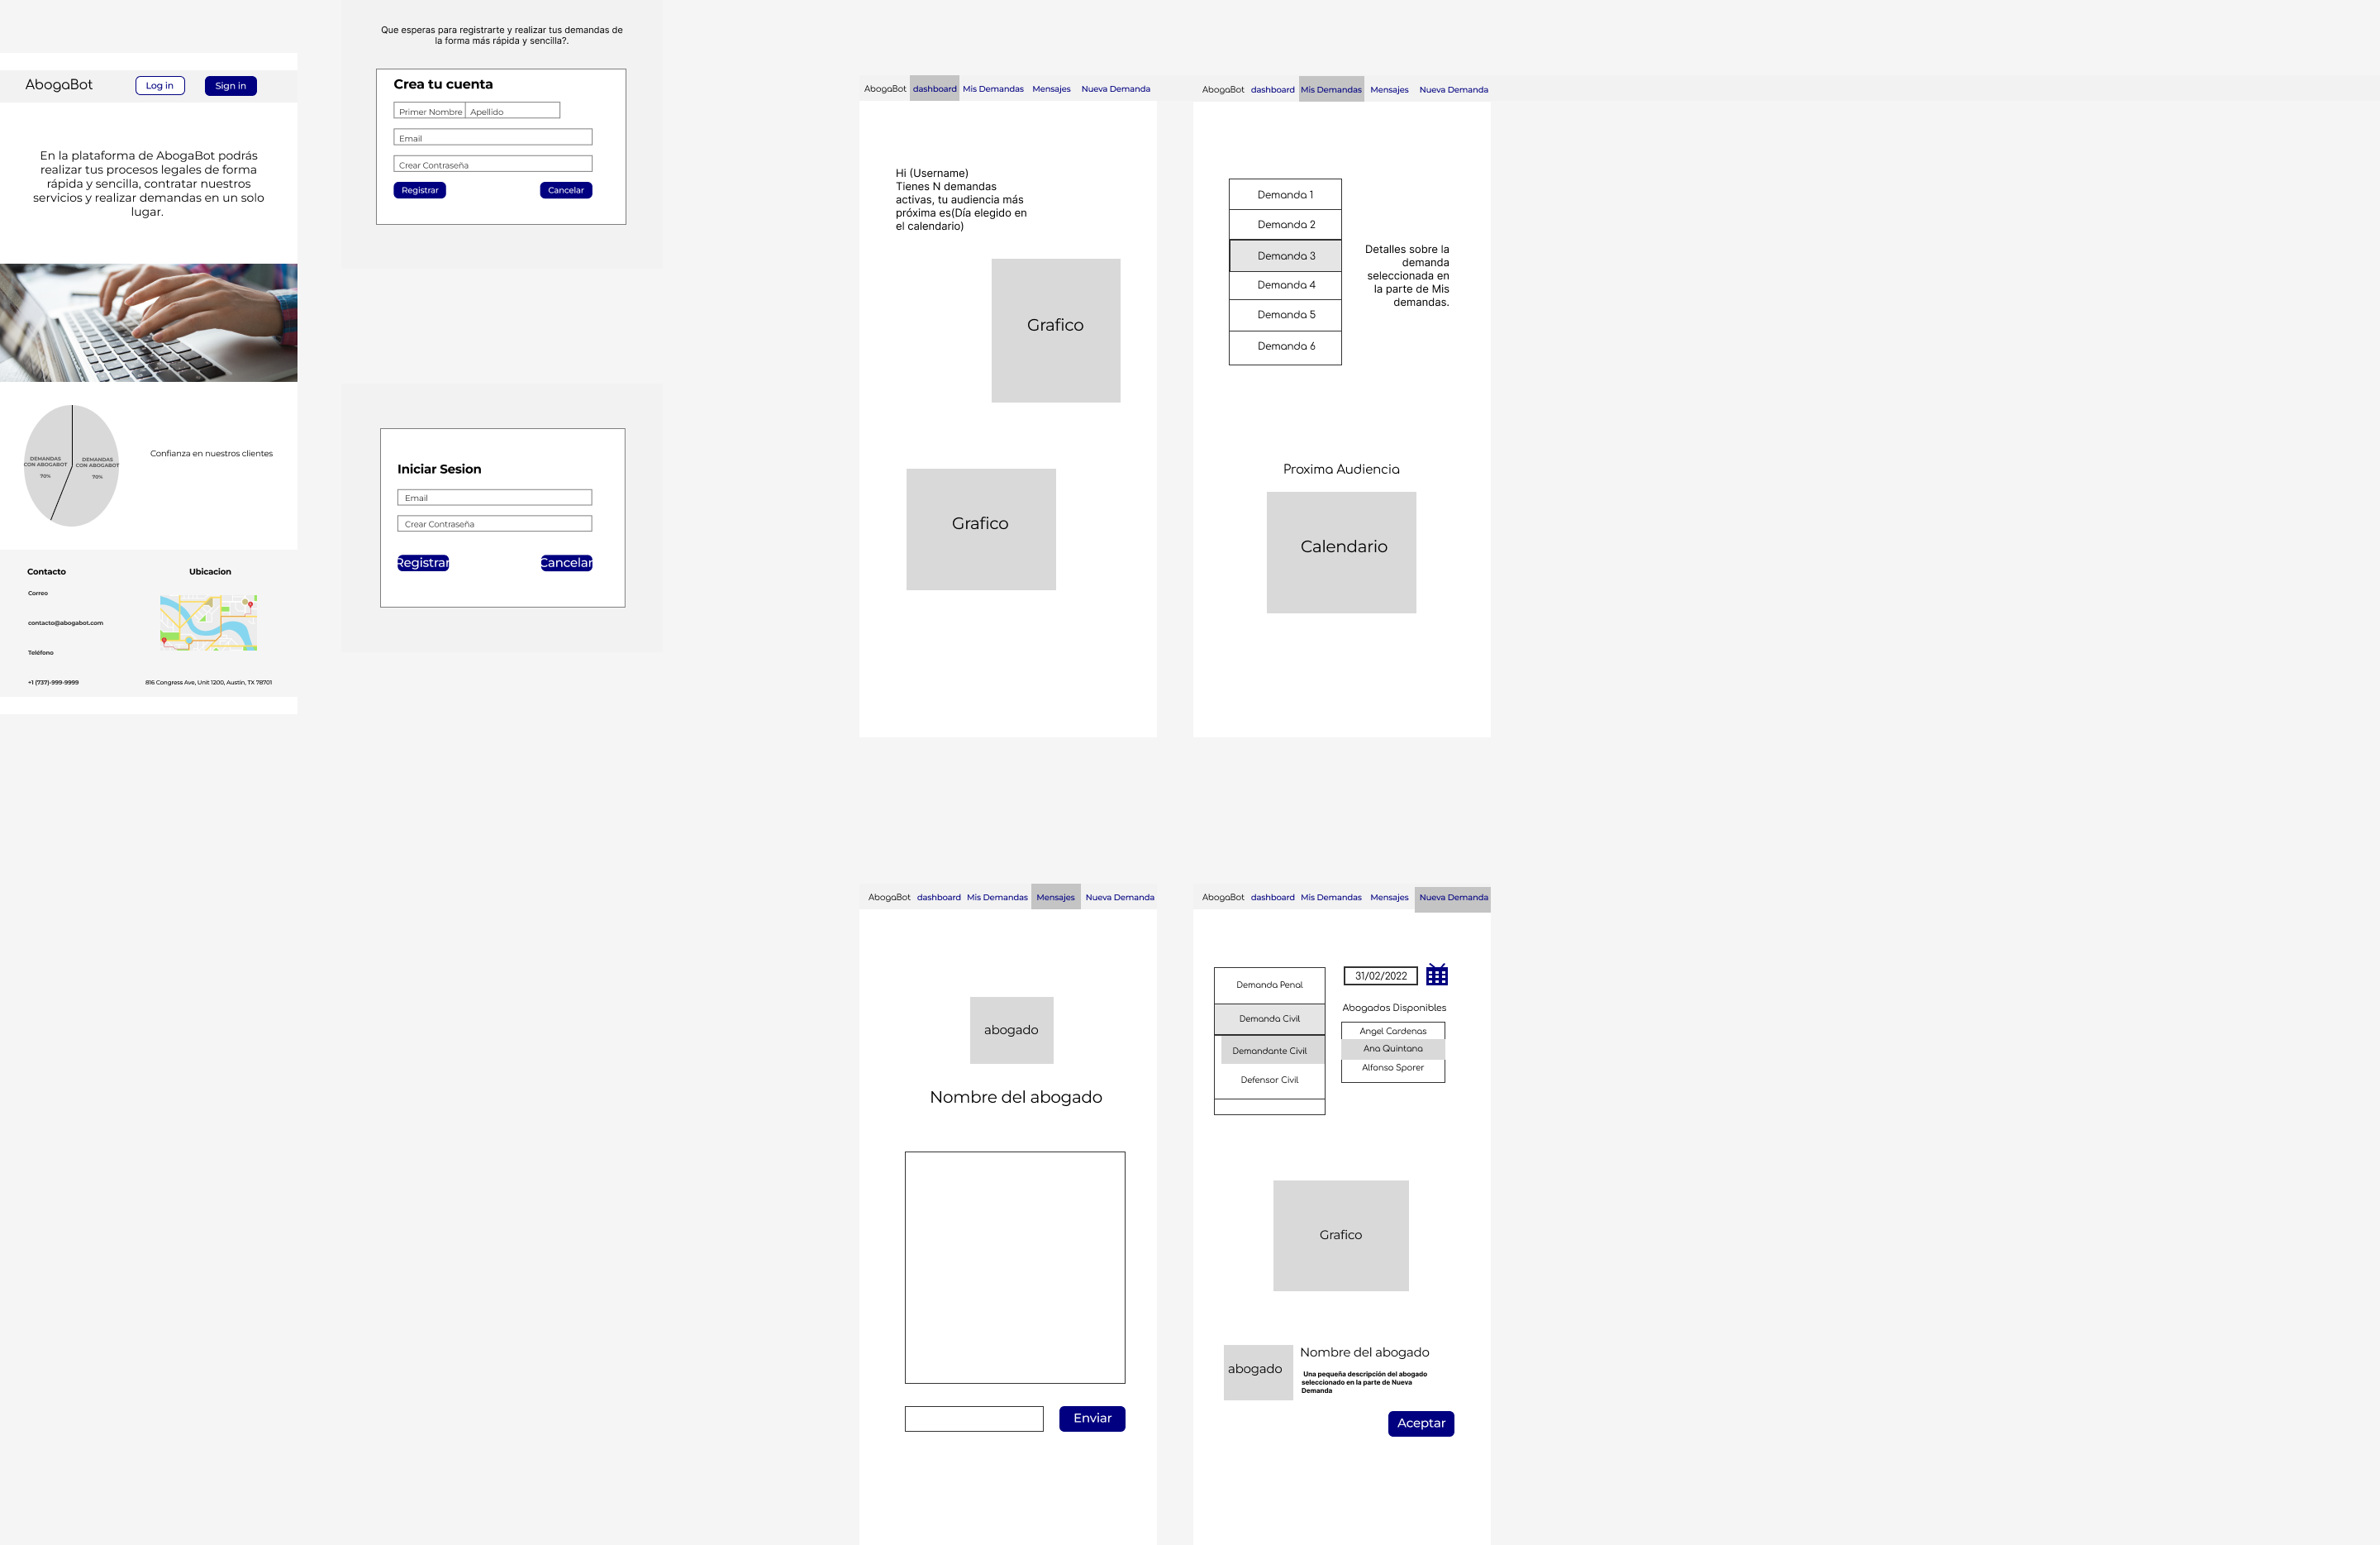 AbogaBot
Log in
Sign in
En la plataforma de AbogaBot podrás
realizar tus procesos legales de forma
rápida y sencilla, contratar nuestros
servicios y realizar demandas en un solo
lugar.
DEMANDAS
CON ABOGABOT
70%
DEMANDAS
CON ABOGABOT
70%
Confianza en nuestros clientes
Contacto
Correo
contacto@abogabot.com
Teléfono
+1 (737)-999-9999
Ubicacion
816 Congress Ave, Unit 1200, Austin, TX 78701
Que esperas para registrarte y realizar tus demandas de
la forma más rápida y sencilla?.
Crea tu cuenta
Primer Nombre
Apellido
Email
Crear Contraseña
Registrar
Cancelar
Iniciar Sesion
Email
Crear Contraseña
Registrar
Cancelar
AbogaBot
dashboard
Mis Demandas
Mensajes
Nueva Demanda
Hi (Username)
Tienes N demandas
activas, tu audiencia más
próxima es(Día elegido en
el calendario)
Grafico
Grafico
AbogaBot
dashboard
Mis Demandas
Mensajes
Nueva Demanda
Demanda 1
Demanda 2
Demanda 3
Demanda 4
Demanda 5
Demanda 6
Detalles sobre la
demanda
seleccionada en
la parte de Mis
demandas.
Proxima Audiencia
Calendario
AbogaBot
dashboard
Mis Demandas
Mensajes
Nueva Demanda
abogado
Nombre del abogado
Enviar
AbogaBot
dashboard
Mis Demandas
Mensajes
Nueva Demanda
Demanda Penal
Demanda Civil
Demandante Civil
Defensor Civil
31/02/2022
Abogados Disponibles
Angel Cardenas
Ana Quintana
Alfonso Sporer
Grafico
abogado
Nombre del abogado
Una pequeña descripción del abogado
seleccionado en la parte de Nueva
Demanda
Aceptar